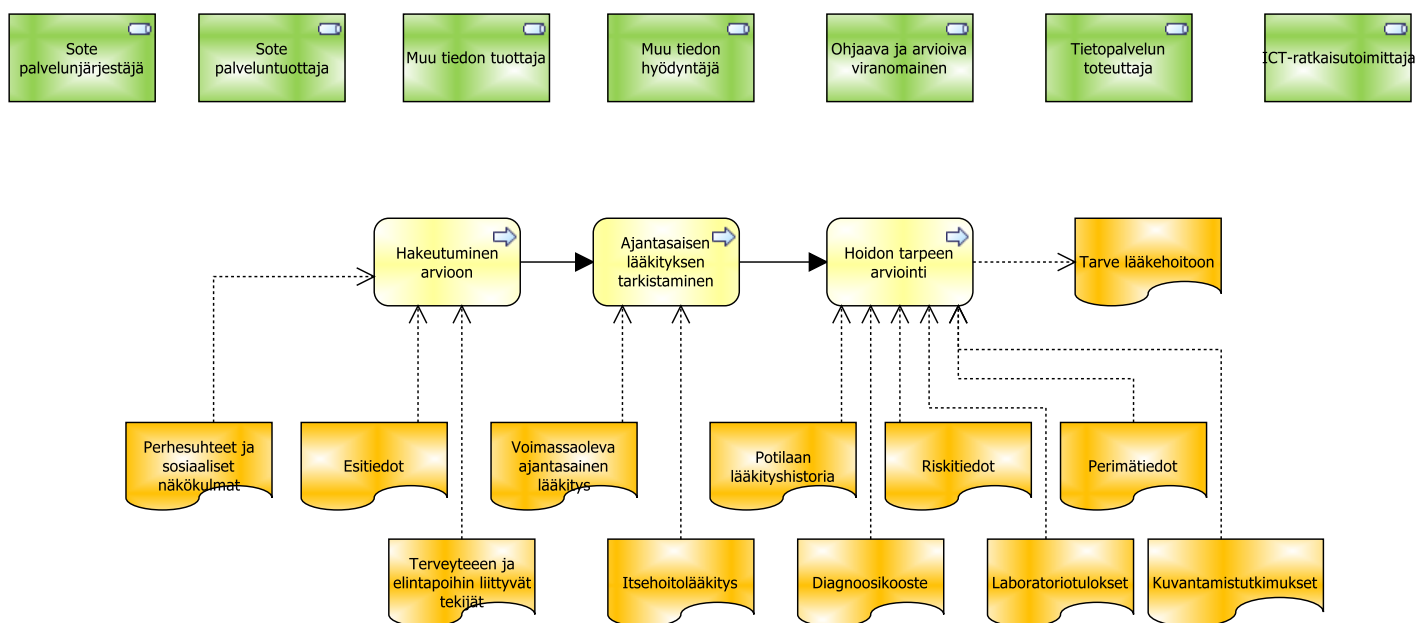 Sote
palvelunjärjestäjä
Sote
palveluntuottaja
Muu tiedon tuottaja
Muu tiedon
hyödyntäjä
Ohjaava ja arvioiva
viranomainen
Tietopalvelun
toteuttaja
ICT-ratkaisutoimittaja
Hakeutuminen
arvioon
Ajantasaisen
lääkityksen
tarkistaminen
Hoidon tarpeen
arviointi
Tarve lääkehoitoon
Perhesuhteet ja
sosiaaliset
näkökulmat
Esitiedot
Voimassaoleva
ajantasainen
lääkitys
Potilaan
lääkityshistoria
Riskitiedot
Perimätiedot
Terveyteeen ja
elintapoihin liittyvät
tekijät
Itsehoitolääkitys
Diagnoosikooste
Laboratoriotulokset
Kuvantamistutkimukset